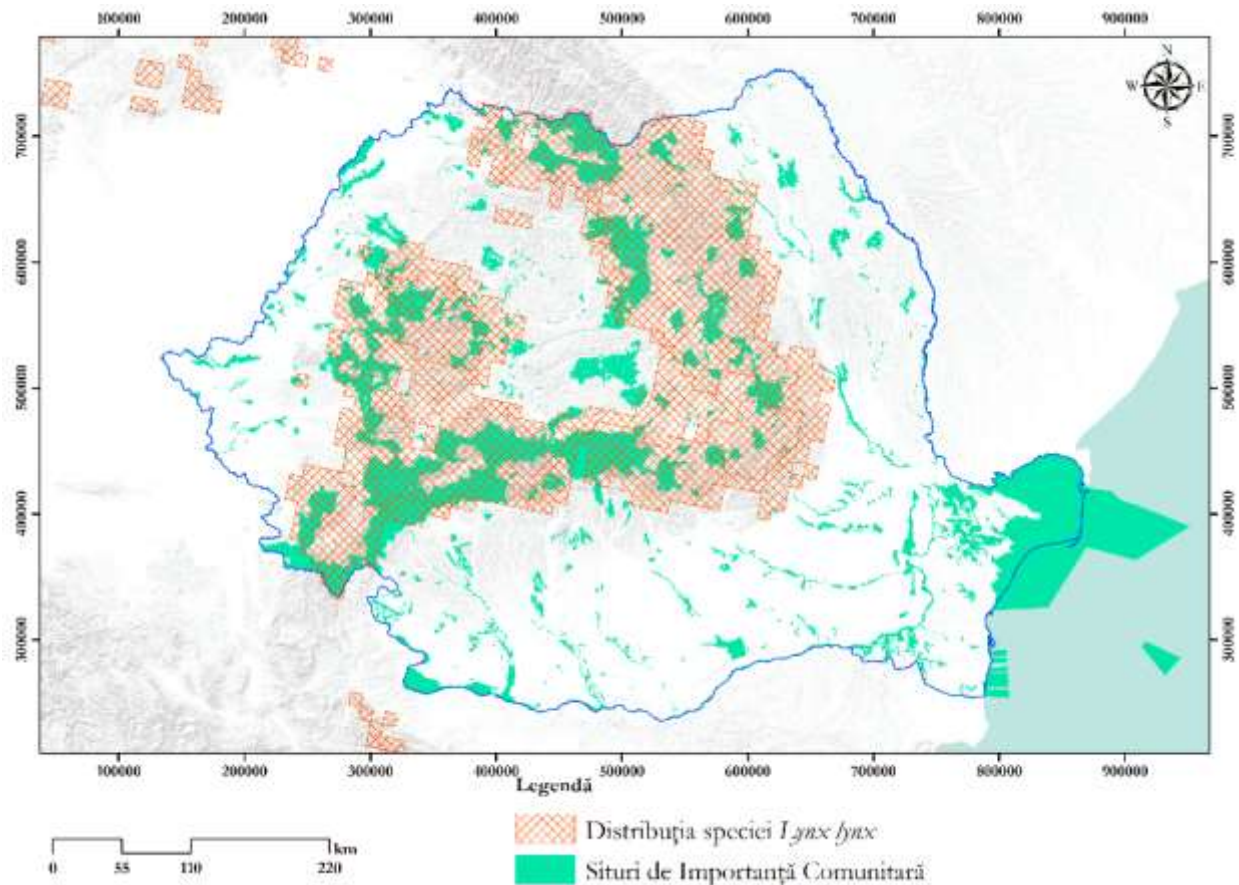 100000 200000 300000 400000 500000 600000 700000 800000 900000
N
W E
S
700000 700000
600000 600000
500000 500000
400000 400000
300000 300000
100000 200000 300000 400000 500000 600000 700000 800000 900000
Legendă
Distribuția speciei Lynx lynx
km
0 55 110 220
Situri de Importanță Comunitară